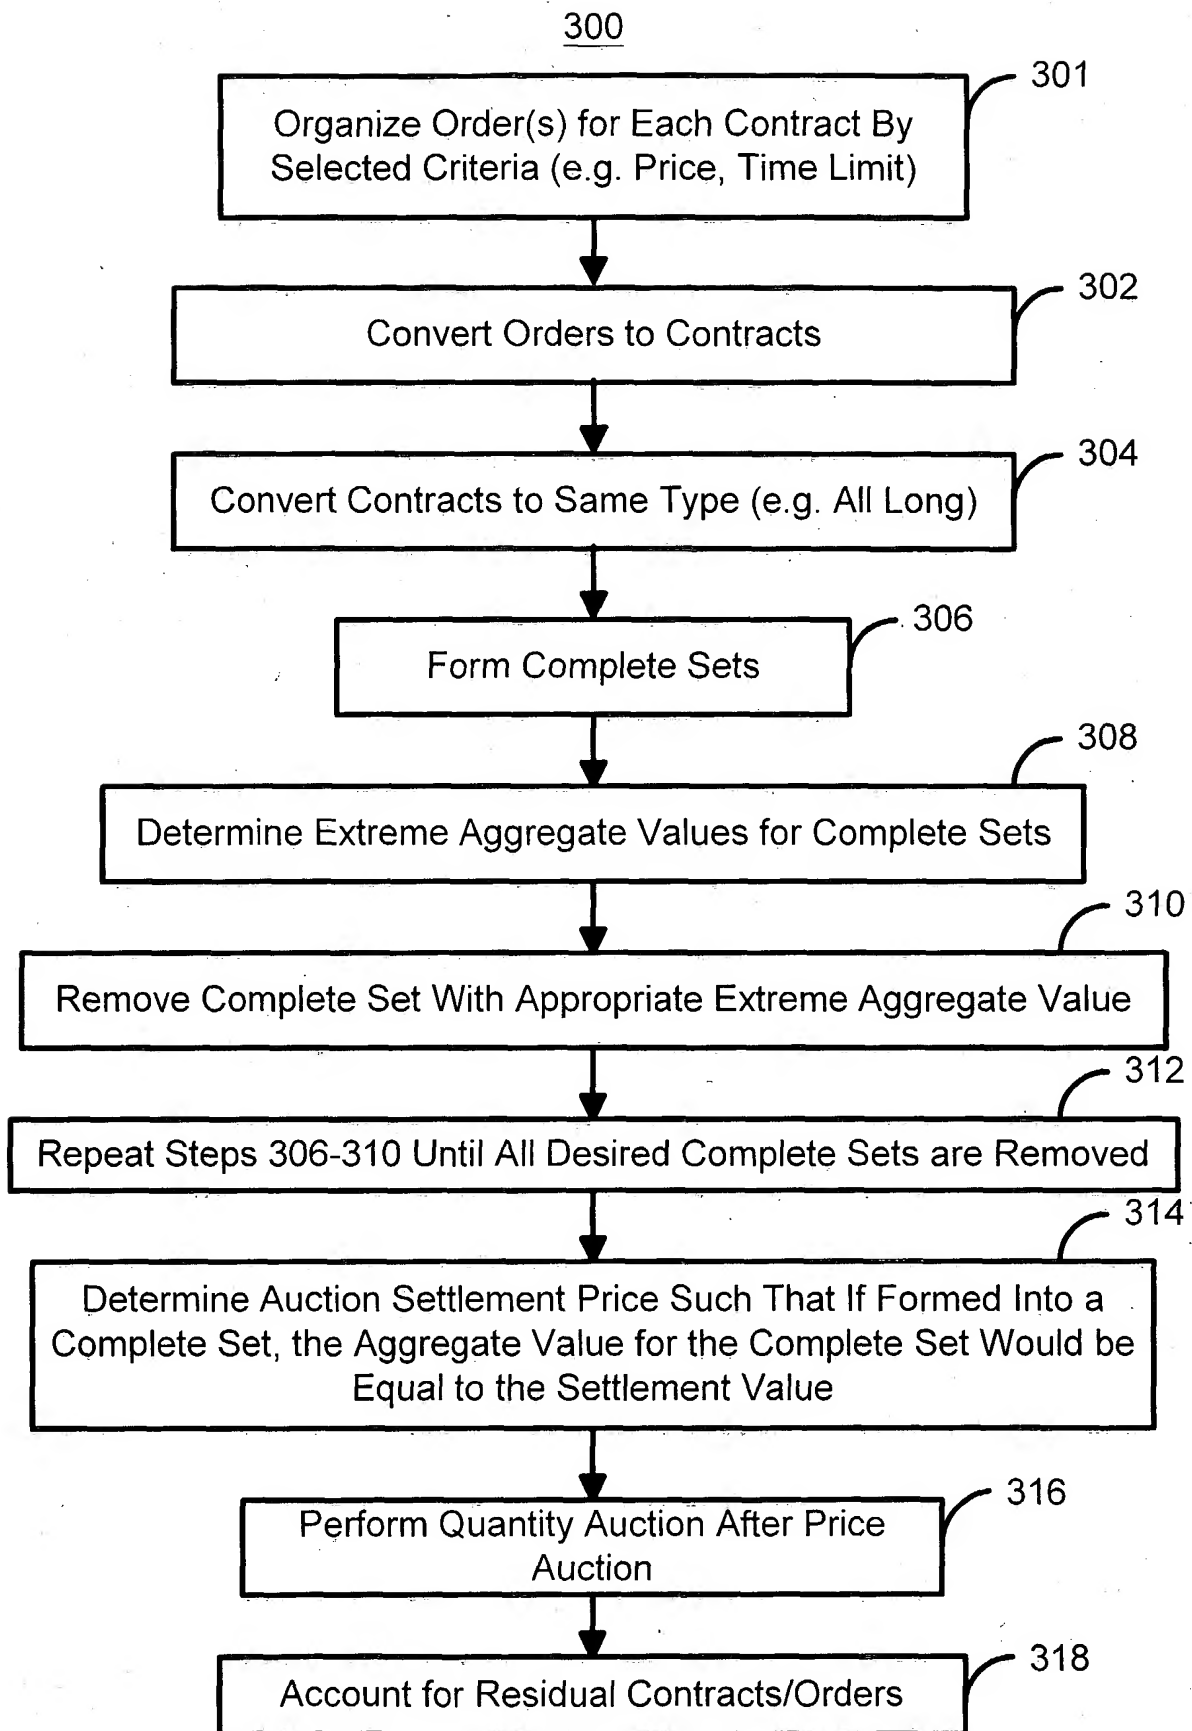 300
301
Organize Order(s) for Each Contract By
Selected Criteria (e.g. Price, Time Limit)
302
Convert Orders to Contracts
304
Convert Contracts to Same Type (e.g. All Long)
306
Form Complete Sets
308
Determine Extreme Aggregate Values for Complete Sets
310
Remove Complete Set With Appropriate Extreme Aggregate Value
312
Repeat Steps 306-310 Until All Desired Complete Sets are Removed
314
Determine Auction Settlement Price Such That If Formed Into a
Complete Set, the Aggregate Value for the Complete Set Would be
Equal to the Settlement Value
316
Perform Quantity Auction After Price
Auction
318
Account for Residual Contracts/Orders